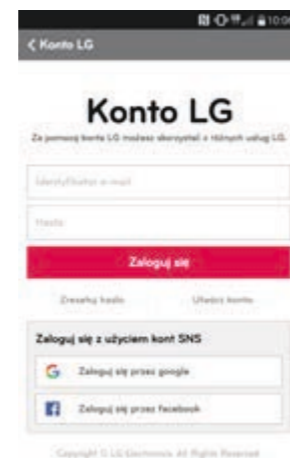 10:00
Konto LG
Konto LG
Za pomocą konta LG możesz skorzystać z różnych usług LG.
Identyfikator e-mail
Hasło
Zaloguj się
Zresetuj hasło
Utwórz konto
Zaloguj się z użyciem kont SNS
Zaloguj się przez google
Zaloguj się przez facebook
Copyright © LG Electronics. All Rights Reserved